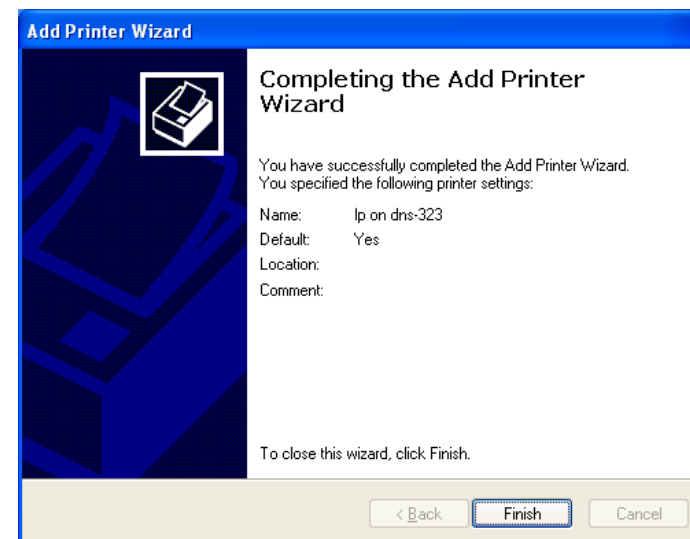 Add Printer Wizard
Completing the Add Printer
Wizard
You have successfully completed the Add Printer Wizard.
You specified the following printer settings:
Name: lp on dns-323
Default: Yes
Location:
Comment:
To close this wizard, click Finish.
< Back Finish Cancel